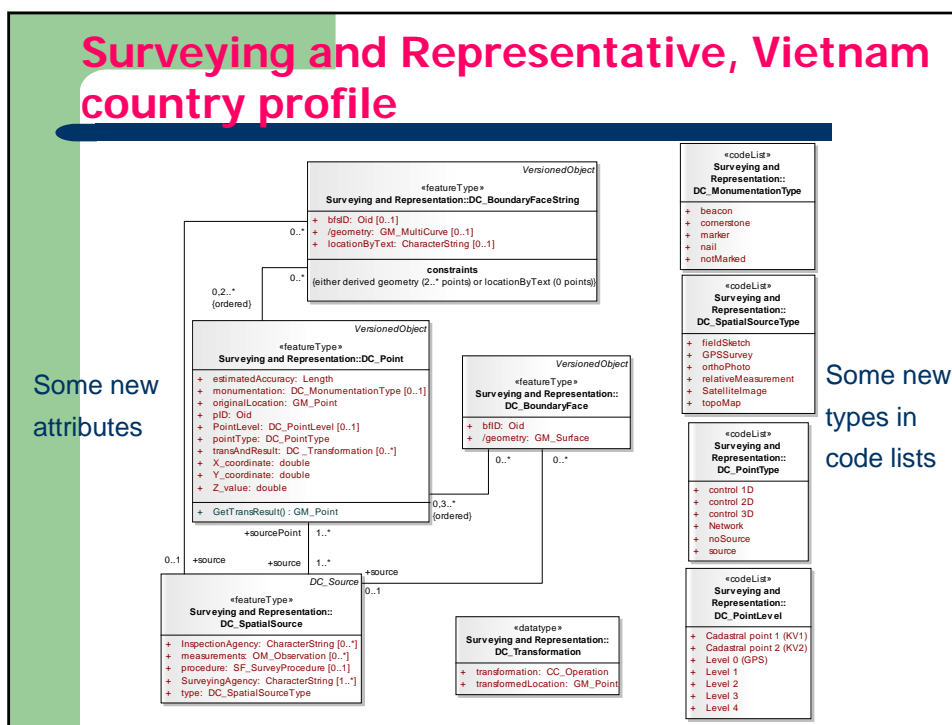 Surveying and Representative, Vietnam
country profile
VersionedObject
«featureType»
Surveying and Representation::DC_BoundaryFaceString
+ bfsID: Oid [0..1]
+ /geometry: GM_MultiCurve [0..1]
+ locationByText: CharacterString [0..1]
constraints
{either derived geometry (2..* points) or locationByText (0 points)}
0..*
0..*
0,2..*
{ordered}
VersionedObject
«featureType»
Surveying and Representation::DC_Point
+ estimatedAccuracy: Length
+ monumentation: DC_MonumentationType [0..1]
+ originalLocation: GM_Point
+ pID: Oid
+ PointLevel: DC_PointLevel [0..1]
+ pointType: DC_PointType
+ transAndResult: DC _Transformation [0..*]
+ X_coordinate: double
+ Y_coordinate: double
+ Z_value: double
+ GetTransResult() : GM_Point
Some new
attributes
VersionedObject
«featureType»
Surveying and Representation::
DC_BoundaryFace
+ bfID: Oid
+ /geometry: GM_Surface
0..*
0..*
0,3..*
{ordered}
+sourcePoint
1..*
0..1
+source
+source
1..*
+source
0..1
DC_Source
«featureType»
Surveying and Representation::
DC_SpatialSource
+ InspectionAgency: CharacterString [0..*]
+ measurements: OM_Observation [0..*]
+ procedure: SF_SurveyProcedure [0..1]
+ SurveyingAgency: CharacterString [1..*]
+ type: DC_SpatialSourceType
«datatype»
Surveying and Representation::
DC_Transformation
+ transformation: CC_Operation
+ transformedLocation: GM_Point
«codeList»
Surveying and
Representation::
DC_MonumentationType
+ beacon
+ cornerstone
+ marker
+ nail
+ notMarked
«codeList»
Surveying and
Representation::
DC_SpatialSourceType
+ fieldSketch
+ GPSSurvey
+ orthoPhoto
+ relativeMeasurement
+ SatelliteImage
+ topoMap
«codeList»
Surveying and
Representation::
DC_PointType
+ control 1D
+ control 2D
+ control 3D
+ Network
+ noSource
+ source
«codeList»
Surveying and
Representation::
DC_PointLevel
+ Cadastral point 1 (KV1)
+ Cadastral point 2 (KV2)
+ Level 0 (GPS)
+ Level 1
+ Level 2
+ Level 3
+ Level 4
Some new
types in
code lists